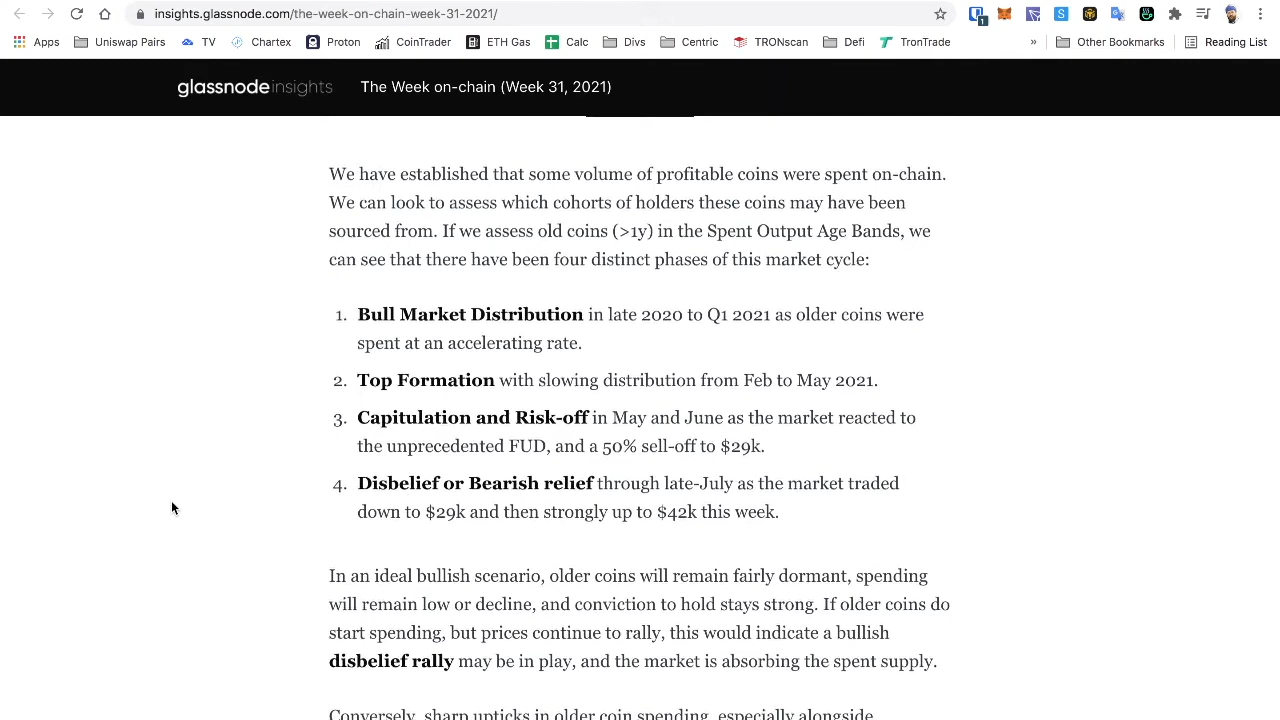 insights.glassnode.com/the-week-on-chain-week-31-2021/
1
Apps Uniswap Pairs TV Chartex Proton CoinTrader ETH Gas Calc Divs Centric TRONscan Defi TronTrade » Other Bookmarks Reading List
glassnodeinsights The Week on-chain (Week 31, 2021)
We have established that some volume of profitable coins were spent on-chain.
We can look to assess which cohorts of holders these coins may have been
sourced from. If we assess old coins (>1y) in the Spent Output Age Bands, we
can see that there have been four distinct phases of this market cycle:
1. Bull Market Distribution in late 2020 to Q1 2021 as older coins were
spent at an accelerating rate.
2. Top Formation with slowing distribution from Feb to May 2021.
3. Capitulation and Risk-off in May and June as the market reacted to
the unprecedented FUD, and a 50% sell-off to $29k.
4. Disbelief or Bearish relief through late-July as the market traded
down to $29k and then strongly up to $42k this week.
In an ideal bullish scenario, older coins will remain fairly dormant, spending
will remain low or decline, and conviction to hold stays strong. If older coins do
start spending, but prices continue to rally, this would indicate a bullish
disbelief rally may be in play, and the market is absorbing the spent supply.
Conversely, sharp upticks in older coin spending, especially alongside